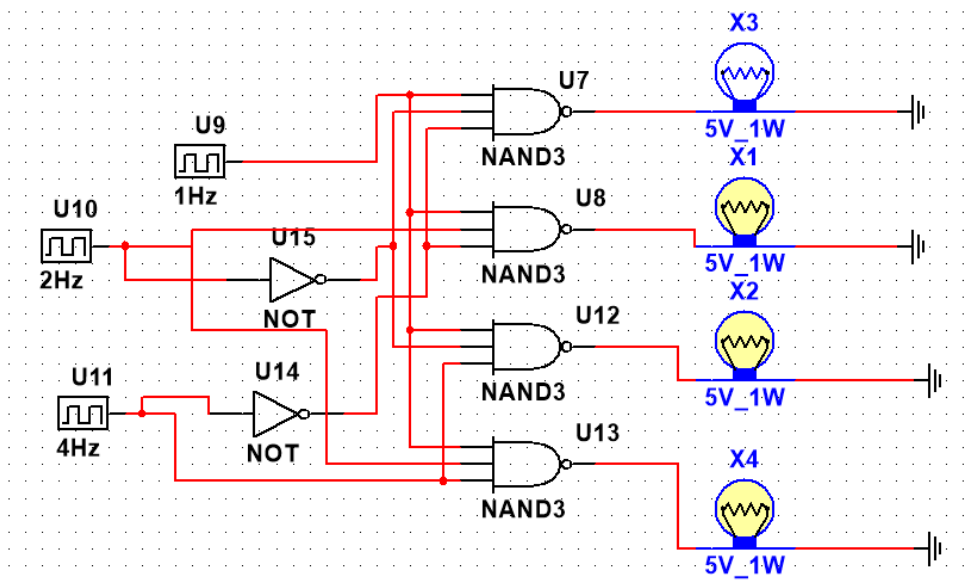 X3
U7
5V_1W
U9
NAND3
X1
1Hz
U8
U10
U15
5V_1W
2Hz
NAND3
X2
NOT
U12
U11
U14
5V_1W
NAND3
4Hz
NOT
U13
X4
NAND3
5V_1W